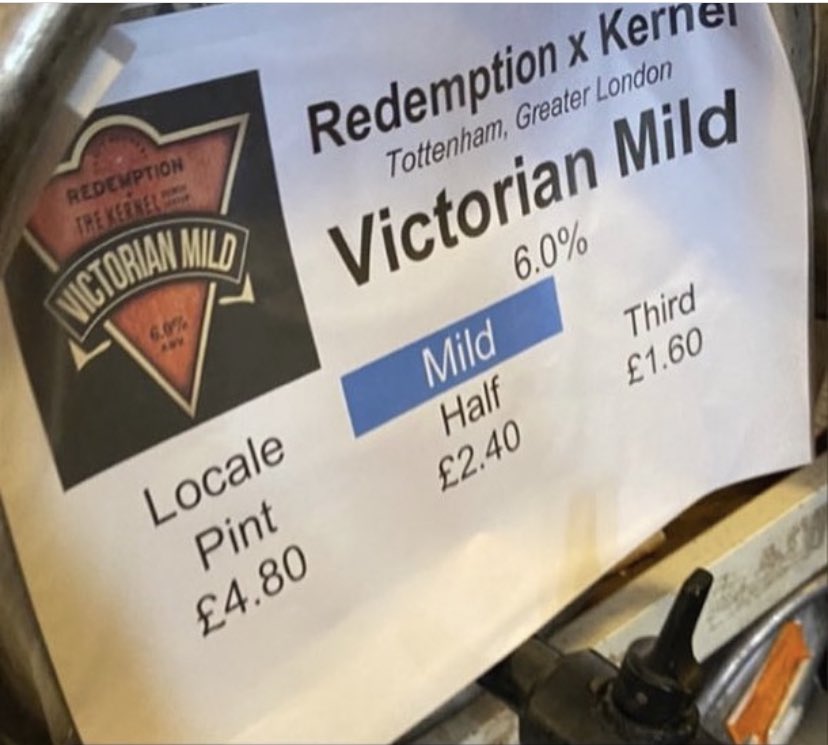 Redemption x Kernel
Tottenham, Greater London
Victorian Mild
6.0%
REDEMPTION
THE KERNEL
VICTORIAN MILD
6.0%
ABV
Mild
Locale
Pint
£4.80
Half
£2.40
Third
£1.60